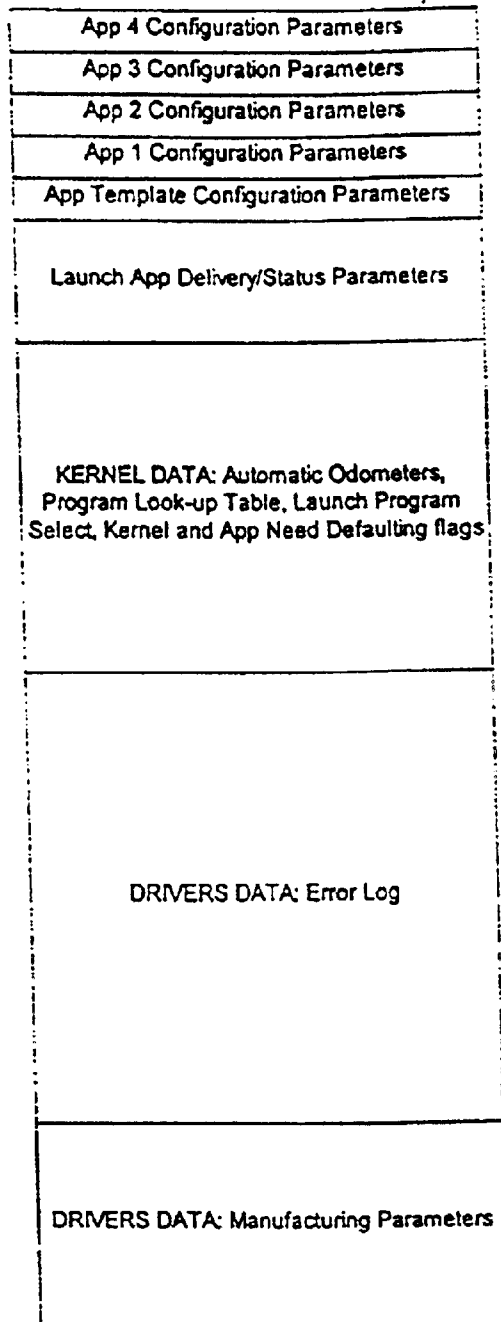 App 4 Configuration Parameters
App 3 Configuration Parameters
App 2 Configuration Parameters
App 1 Configuration Parameters
App Template Configuration Parameters
Launch App Delivery/Status Parameters
KERNEL DATA: Automatic Odometers,
Program Look-up Table, Launch Program
Select, Kernel and App Need Defaulting flags
DRIVERS DATA: Error Log
DRIVERS DATA: Manufacturing Parameters